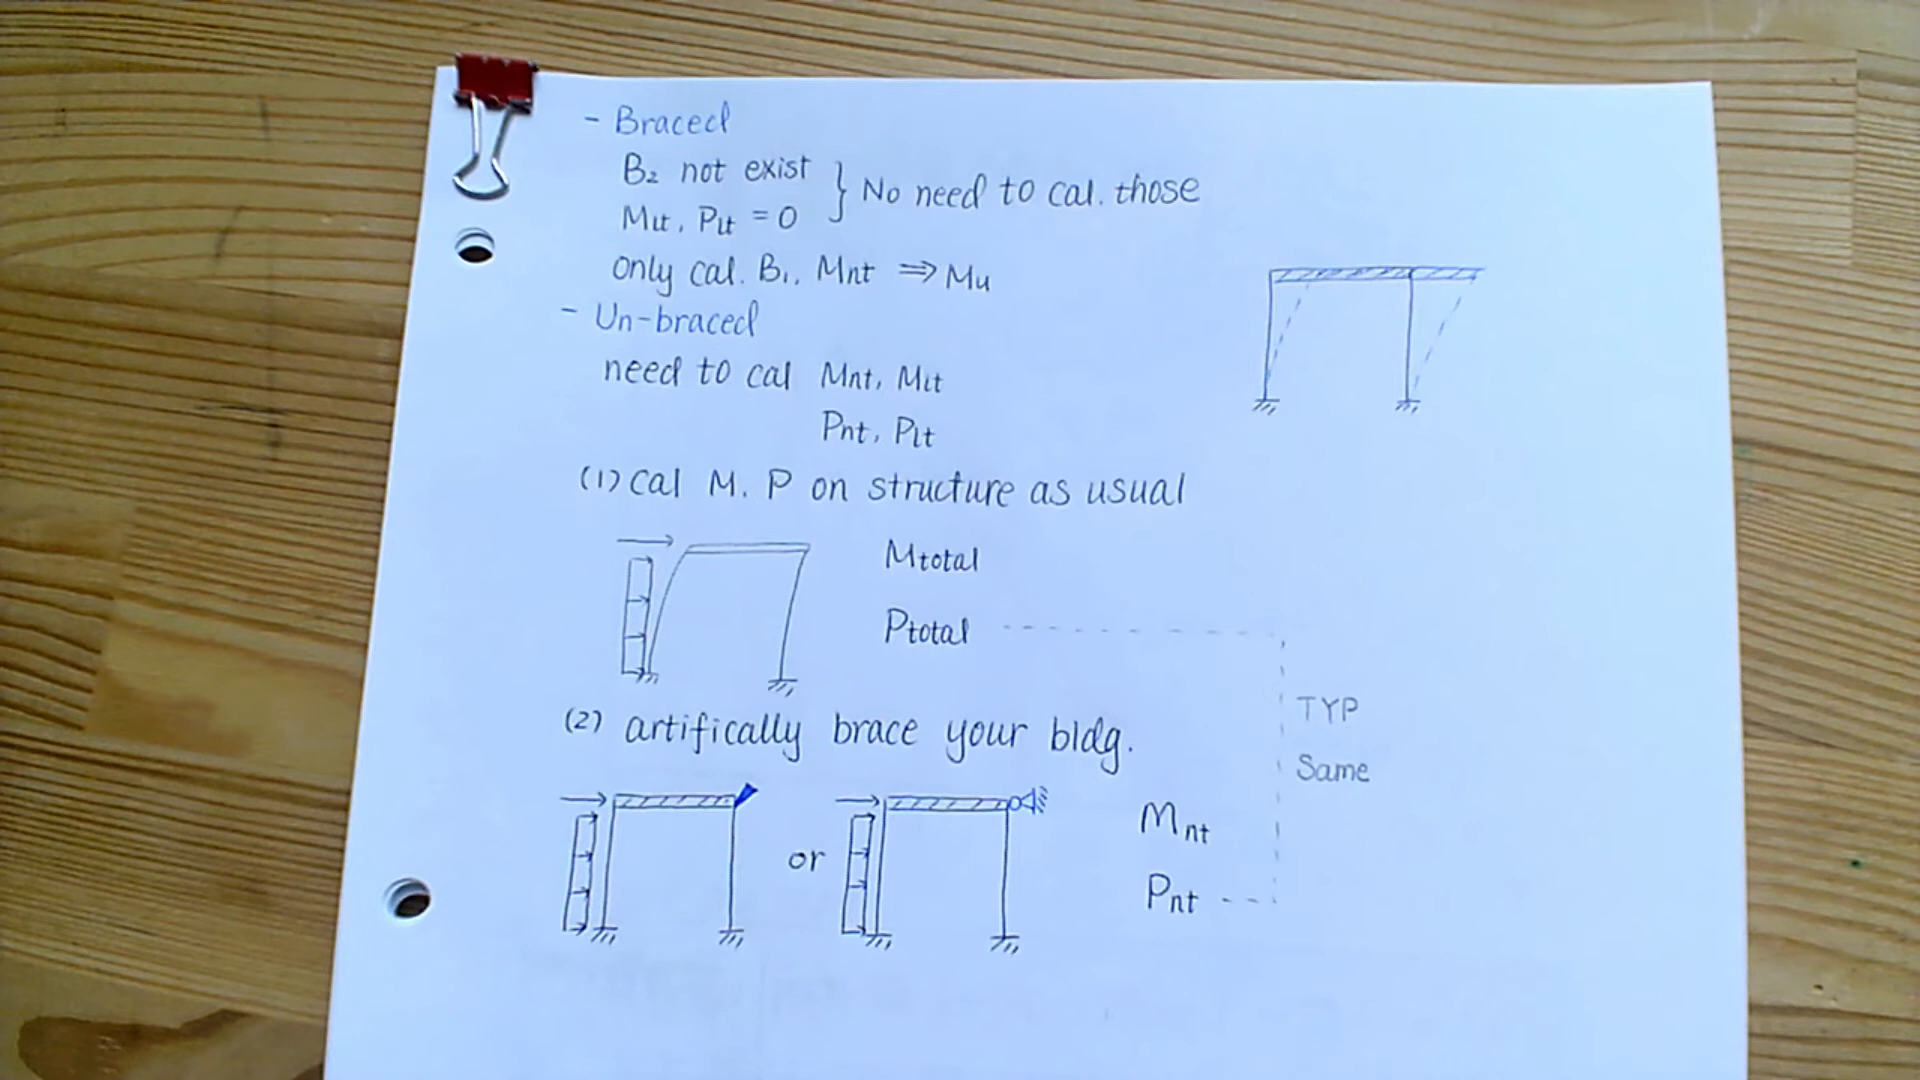 - Braced
B₂ not exist } No need to cal. those
Mlt, Plt = 0
only cal. B₁, Mnt ⇒ Mu
- Un-braced
need to cal Mnt, Mlt
Pnt, Plt
(1) cal M. P on structure as usual
Mtotal
Ptotal
TYP
Same
(2) artifically brace your bldg.
or
Mnt
Pnt